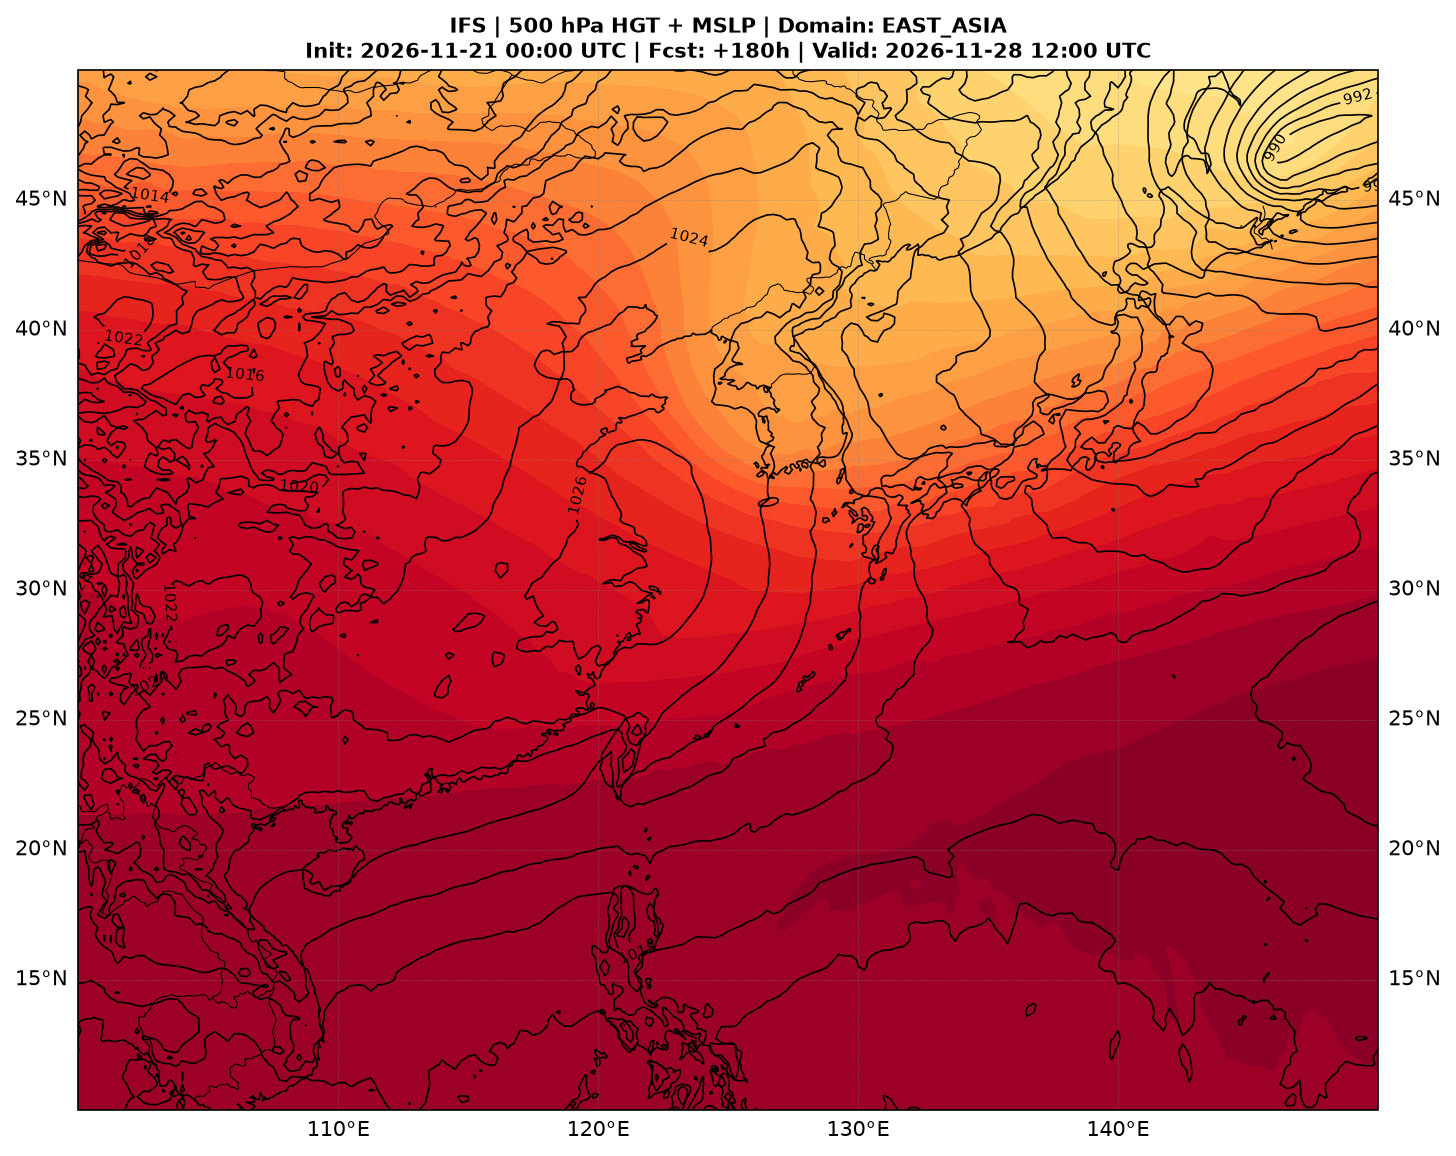 IFS | 500 hPa HGT + MSLP | Domain: EAST_ASIA
Init: 2026-11-21 00:00 UTC | Fcst: +180h | Valid: 2026-11-28 12:00 UTC
992
990
1014
45°N
45°N
1024
1018
40°N
40°N
1022
1016
35°N
35°N
1020
1026
30°N
30°N
1022
25°N
25°N
20°N
20°N
1018
15°N
15°N
110°E
120°E
130°E
140°E